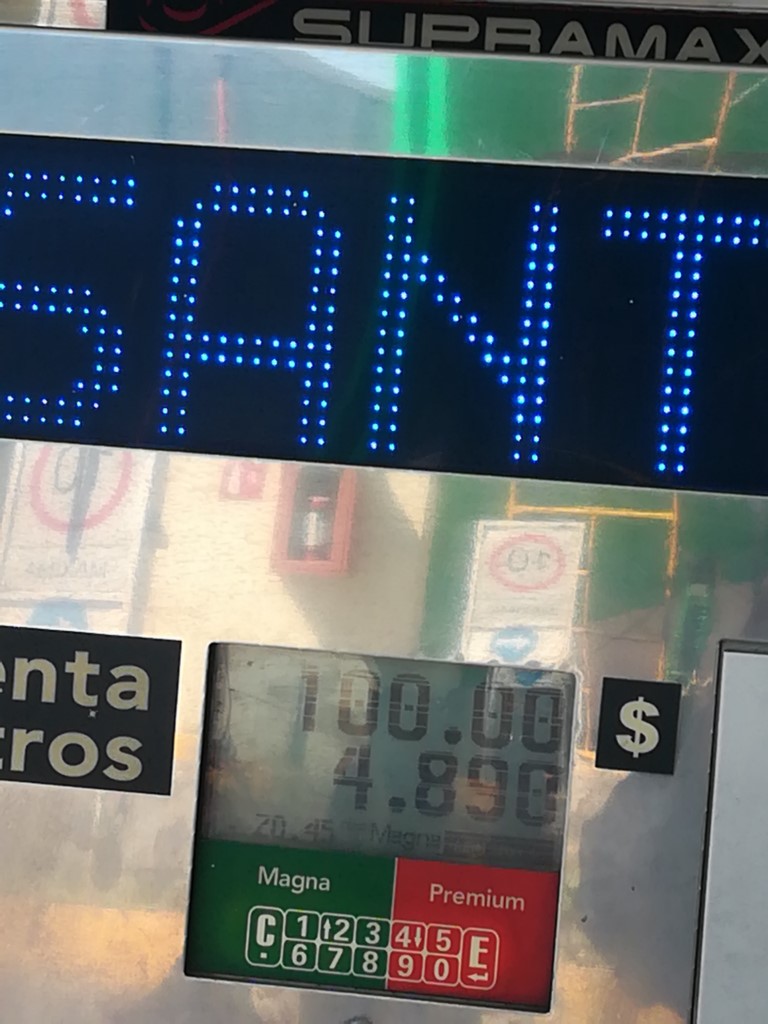 SUPRAMAX
SANT
enta
tros
100.00
$
4.890
20.45 Magna
Magna
Premium
C 1 2 3 4 5 E
6 7 8 9 0